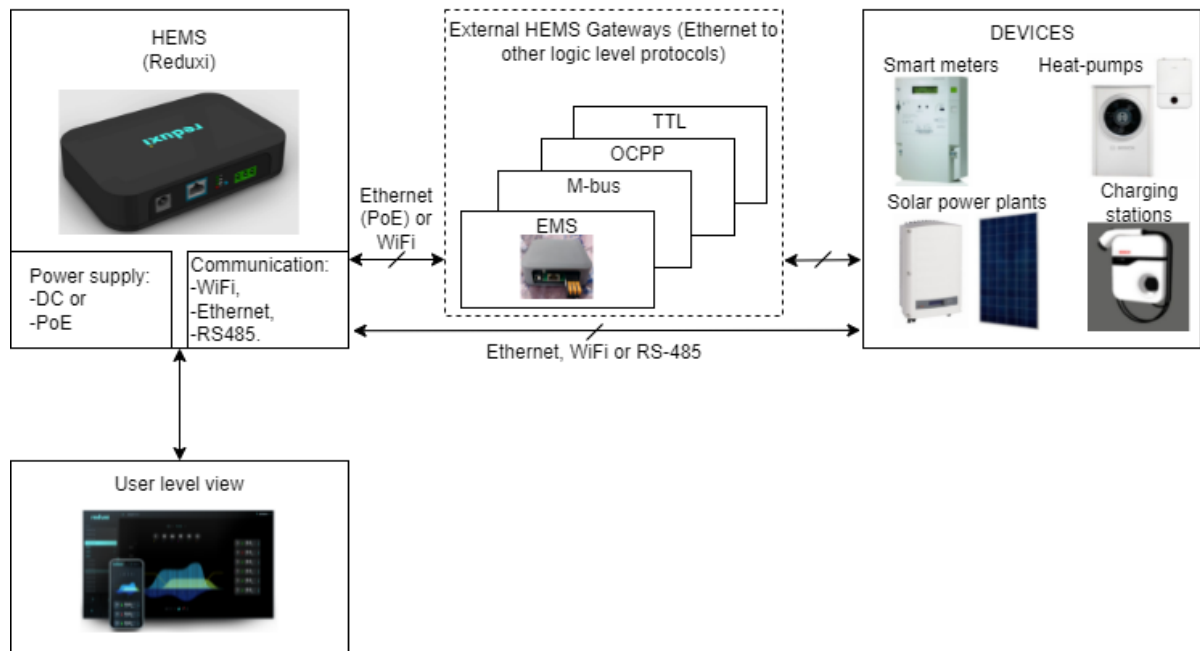 HEMS
(Reduxi)
reduxi
Power supply:
-DC or
-PoE
Communication:
-WiFi,
-Ethernet,
-RS485.
Ethernet
(PoE) or
WiFi
External HEMS Gateways (Ethernet to
other logic level protocols)
TTL
OCPP
M-bus
EMS
Ethernet, WiFi or RS-485
DEVICES
Smart meters
Heat-pumps
Solar power plants
Charging
stations
User level view